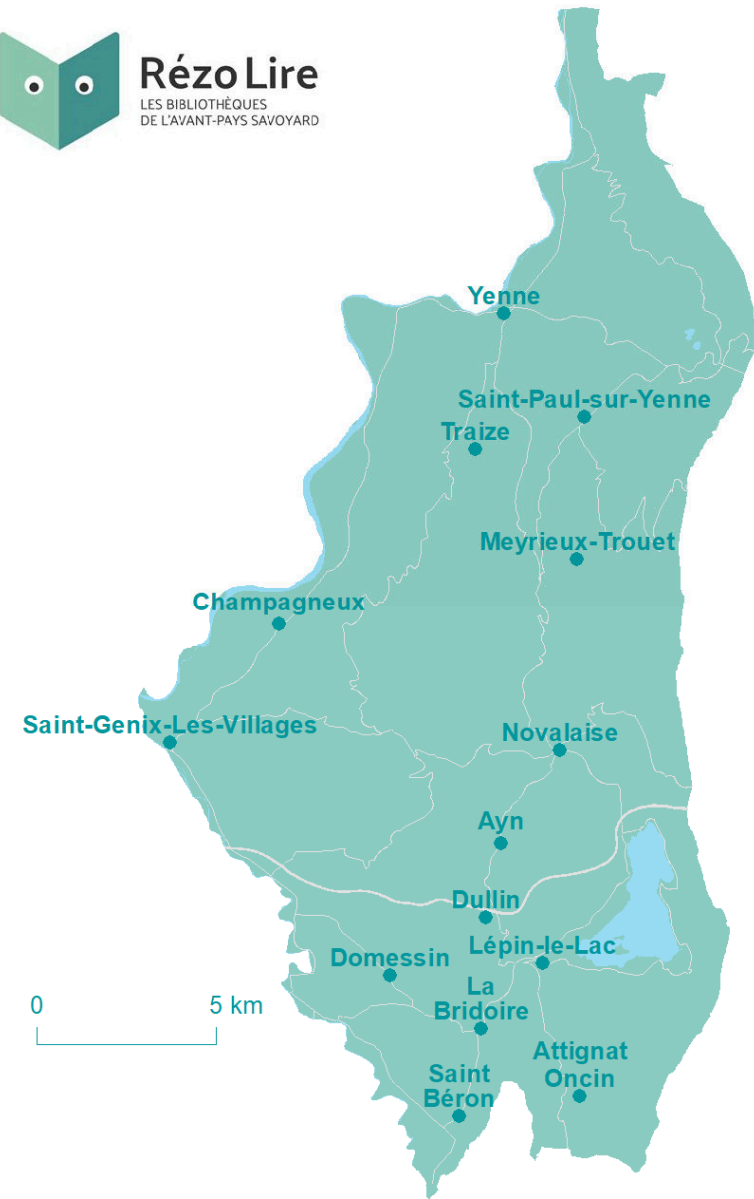 Rézo Lire
LES BIBLIOTHÈQUES
DE L'AVANT-PAYS SAVOYARD
Yenne
Saint-Paul-sur-Yenne
Traize
Meyrieux-Trouet
Champagneux
Saint-Genix-Les-Villages
Novalaise
Ayn
Dullin
Lépin-le-Lac
Domessin
La
Bridoire
0 5 km
Attignat
Oncin
Saint
Béron